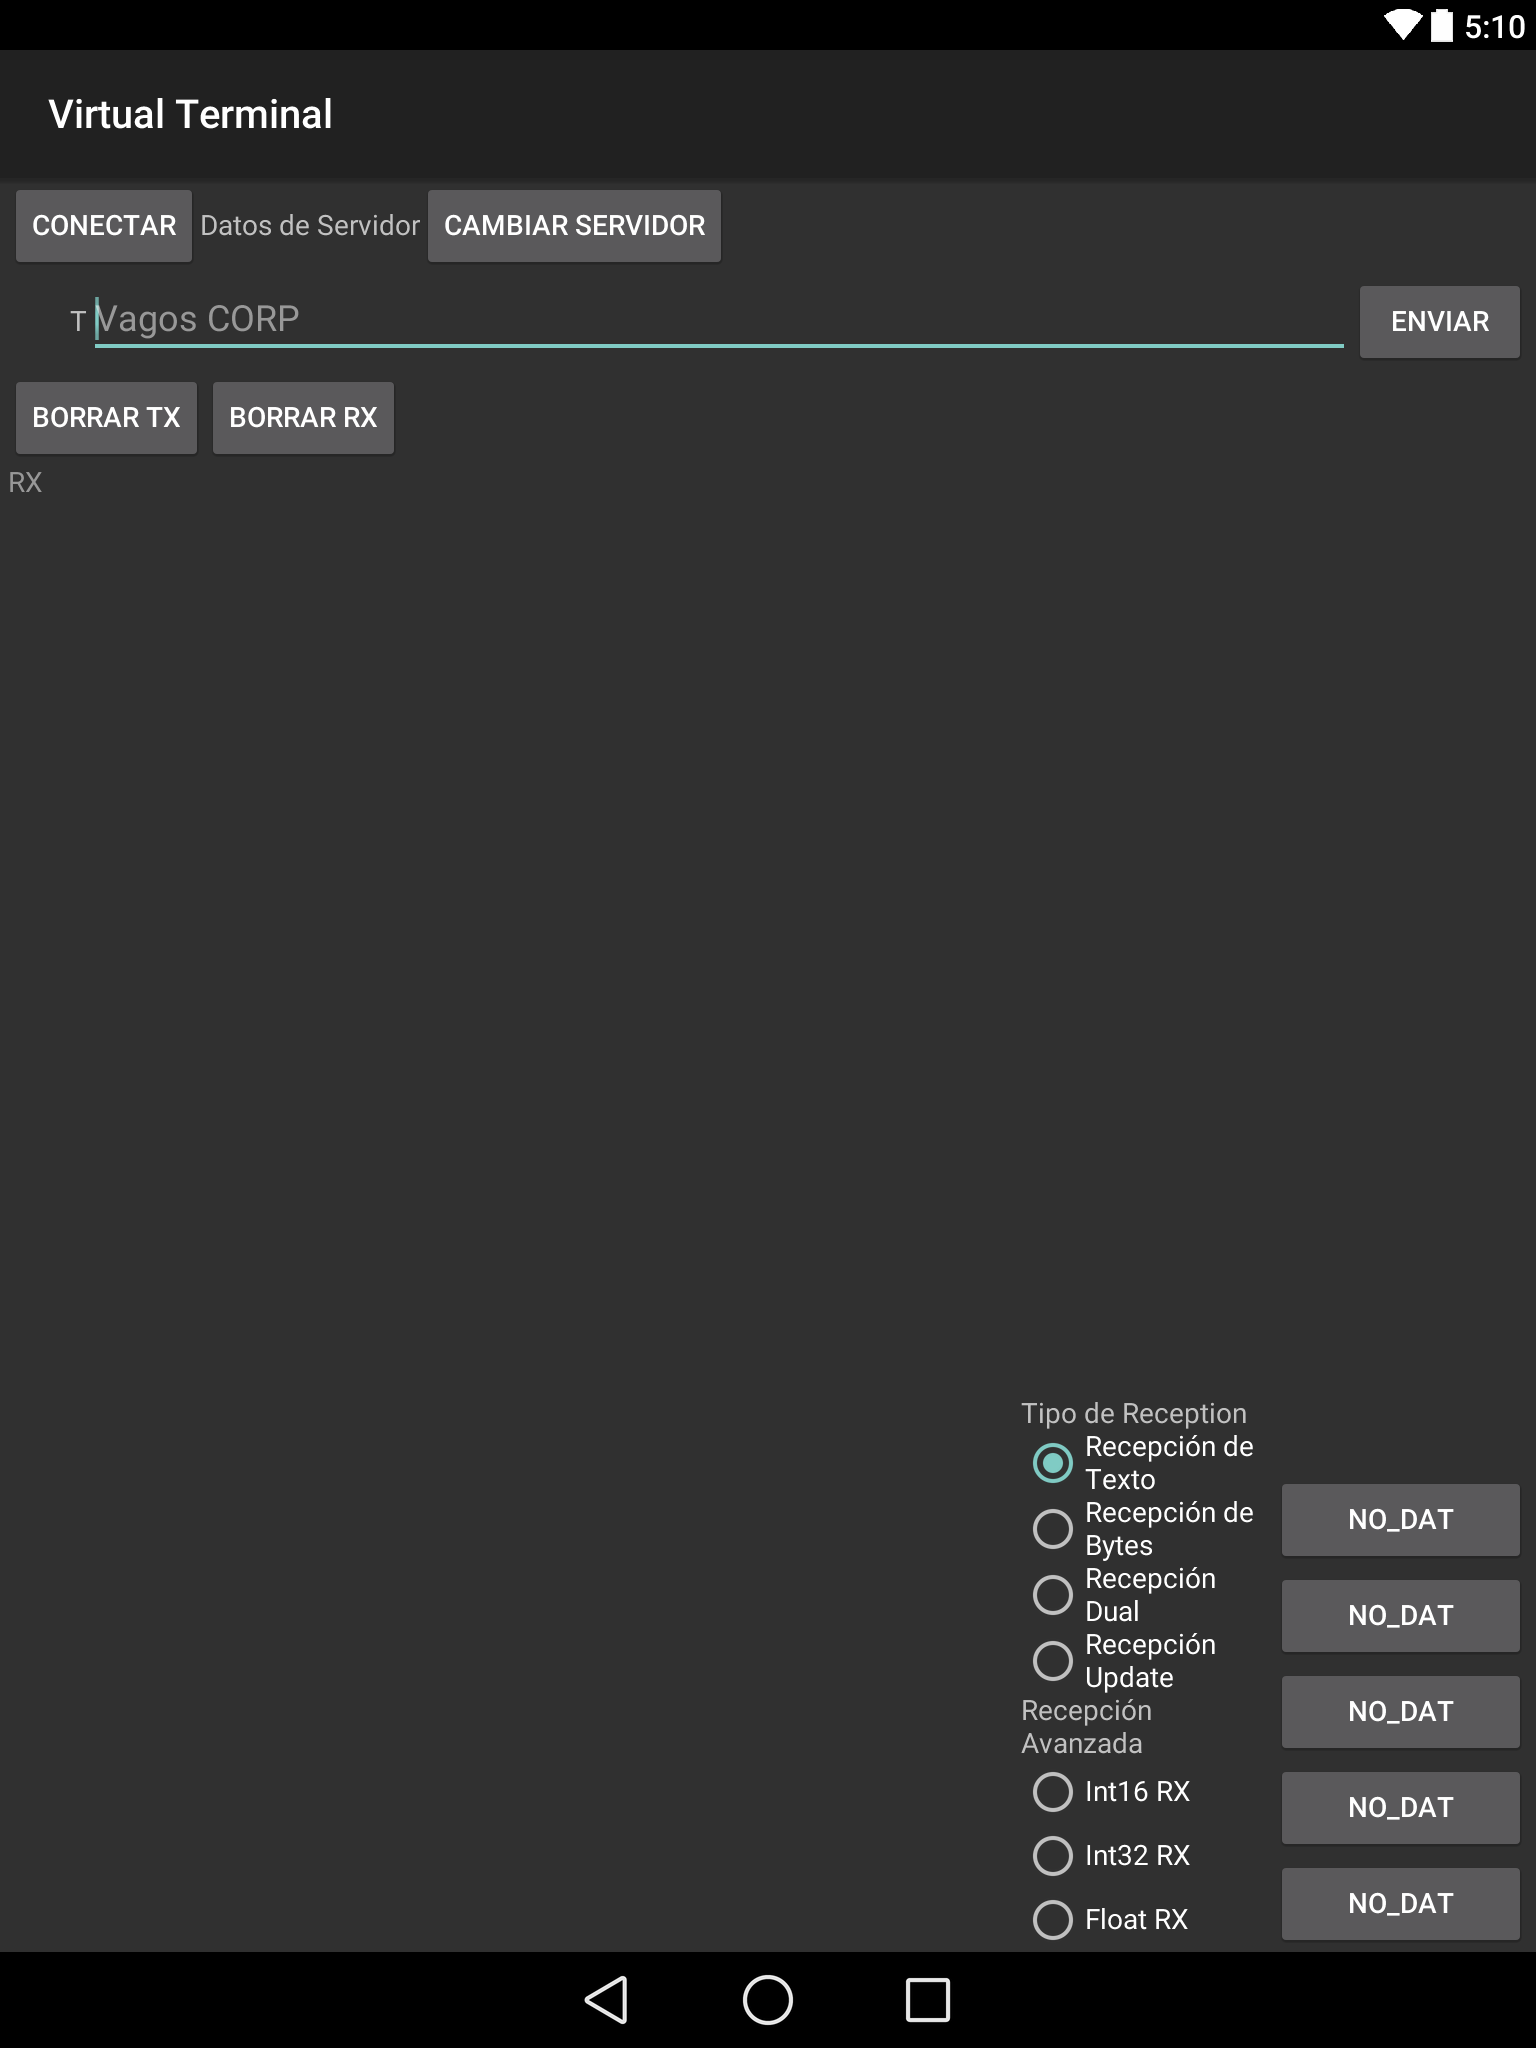 5:10
Virtual Terminal
CONECTAR Datos de Servidor CAMBIAR SERVIDOR
T Vagos CORP ENVIAR
BORRAR TX BORRAR RX
RX
Tipo de Reception
Recepción de
Texto
Recepción de
Bytes
Recepción
Dual
Recepción
Update
Recepción
Avanzada
Int16 RX
Int32 RX
Float RX
NO_DAT
NO_DAT
NO_DAT
NO_DAT
NO_DAT